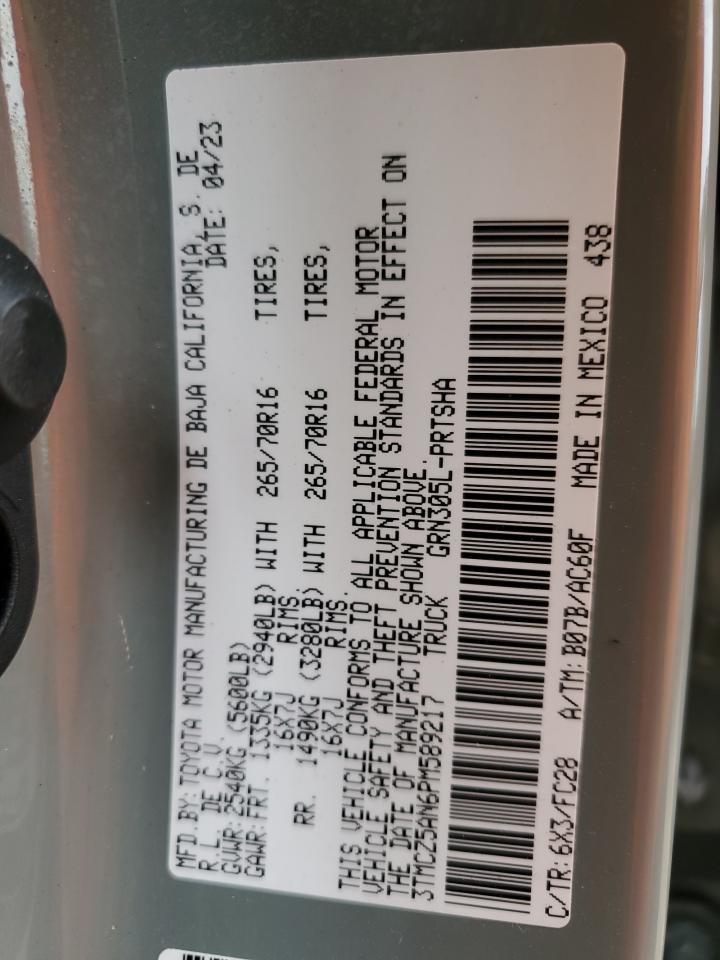 MFD BY: TOYOTA MOTOR MANUFACTURING DE BAJA CALIFORNIA, S. DE
R.L. DE C.V. DATE: 04/23
GVWR: 2540KG (5600LB)
GAWR: FRT. 1335KG (2940LB) WITH 265/70R16 TIRES,
16X7J RIMS
RR. 1490KG (3280LB) WITH 265/70R16 TIRES,
16X7J RIMS.
THIS VEHICLE CONFORMS TO ALL APPLICABLE FEDERAL MOTOR
VEHICLE SAFETY AND THEFT PREVENTION STANDARDS IN EFFECT ON
THE DATE OF MANUFACTURE SHOWN ABOVE.
3TMCZ5AN6PM589217 TRUCK GRN305L-PRTSHA
C/TR: 6X3/FC28 A/TM: B07B/AC60F MADE IN MEXICO 438